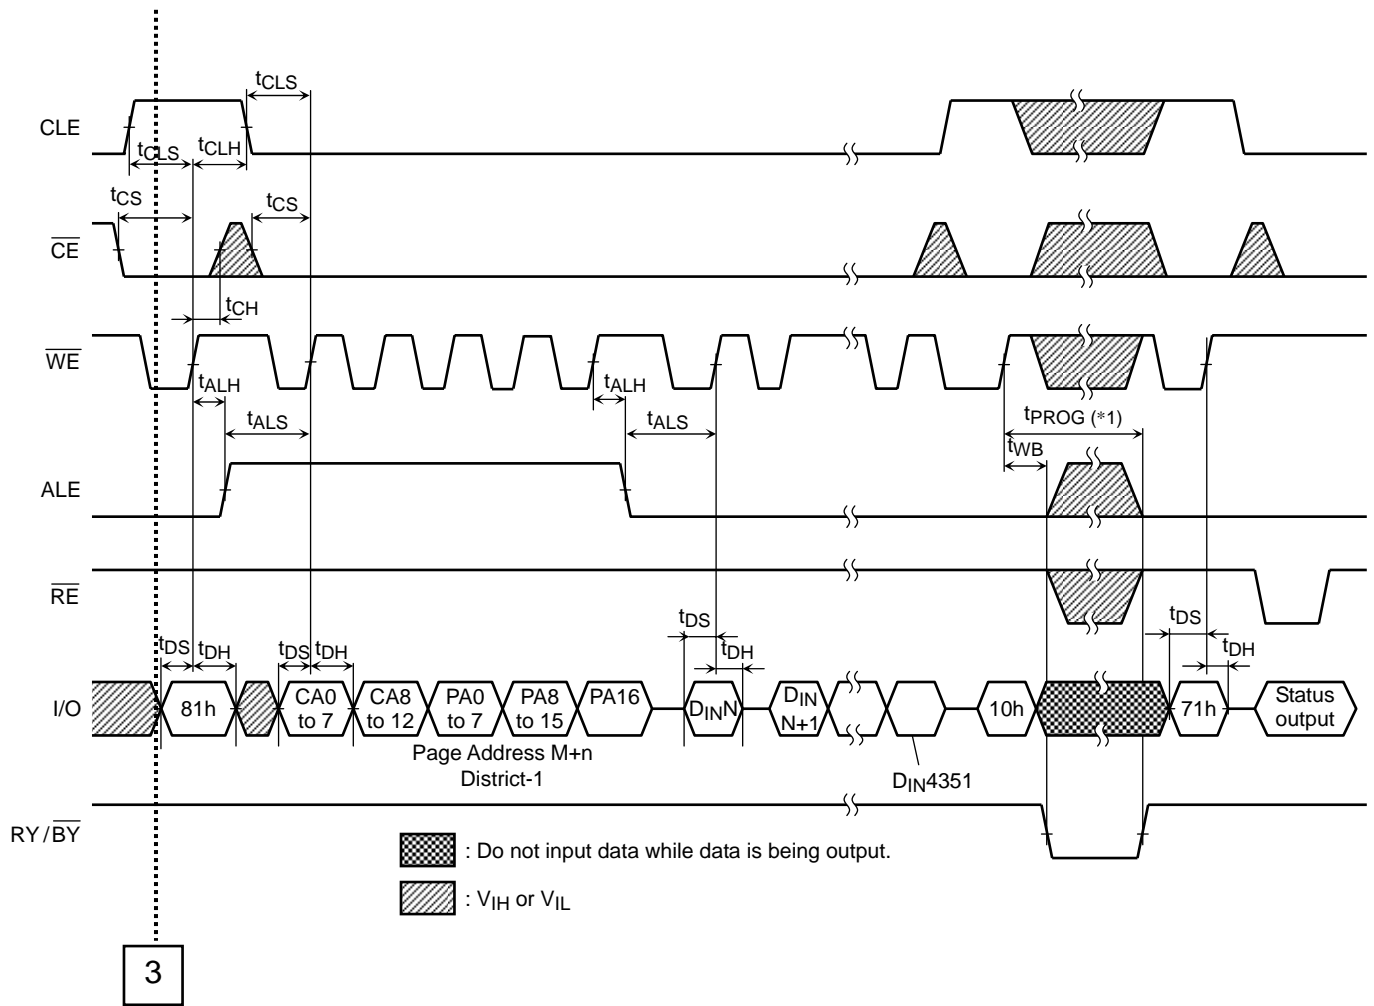 tCLS
CLE
tCLS tCLH
tCS tCS
CE
tCH
WE
tALH tALH
tALS tALS tPROG (*1)
tWB
ALE
RE
tDS tDH tDS tDH tDS tDH tDS tDH
I/O 81h CA0 to 7 CA8 to 12 PA0 to 7 PA8 to 15 PA16 DINN DIN N+1 10h 71h Status output
Page Address M+n
District-1
DIN4351
RY/BY
: Do not input data while data is being output.
: VIH or VIL
3